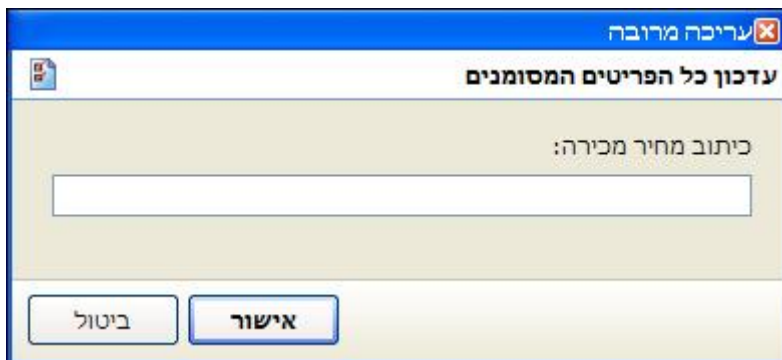 עריכה מרובה
עדכון כל הפריטים המסומנים
כיתוב מחיר מכירה:
אישור
ביטול